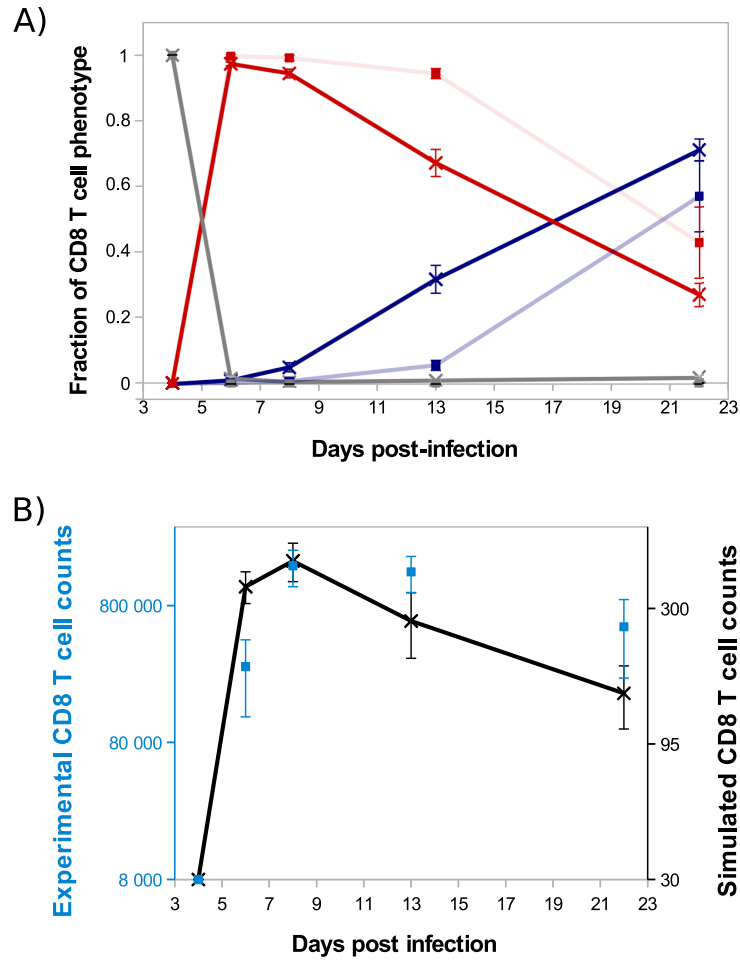 A)
Fraction of CD8 T cell phenotype
1
0.8
0.6
0.4
0.2
0
3 5 7 9 11 13 15 17 19 21 23
Days post-infection
B)
Experimental CD8 T cell counts
800 000
80 000
8 000
Simulated CD8 T cell counts
300
95
30
3 5 7 9 11 13 15 17 19 21 23
Days post infection